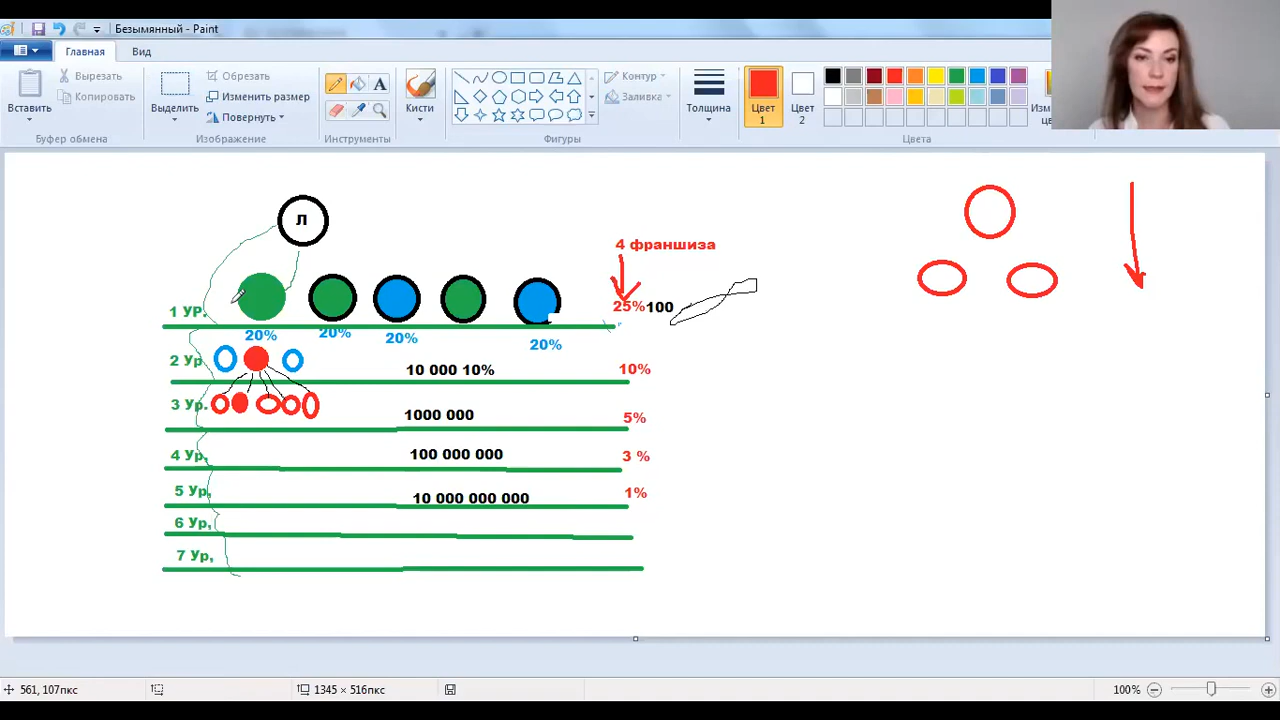 Безымянный - Paint
Главная
Вид
Вставить
Вырезать
Копировать
Буфер обмена
Выделить
Обрезать
Изменить размер
Повернуть
Изображение
A
Инструменты
Кисти
Контур
Заливка
Фигуры
Толщина
Цвет
1
Цвет
2
Цвета
Л
4 франшиза
1 УР.
25%
100
20%
20%
20%
20%
2 Ур
10 000 10%
10%
3 Ур.
1000 000
5%
4 Ур,
100 000 000
3 %
5 Ур,
10 000 000 000
1%
6 Ур,
7 Ур,
561, 107пкс
1345 × 516пкс
100%